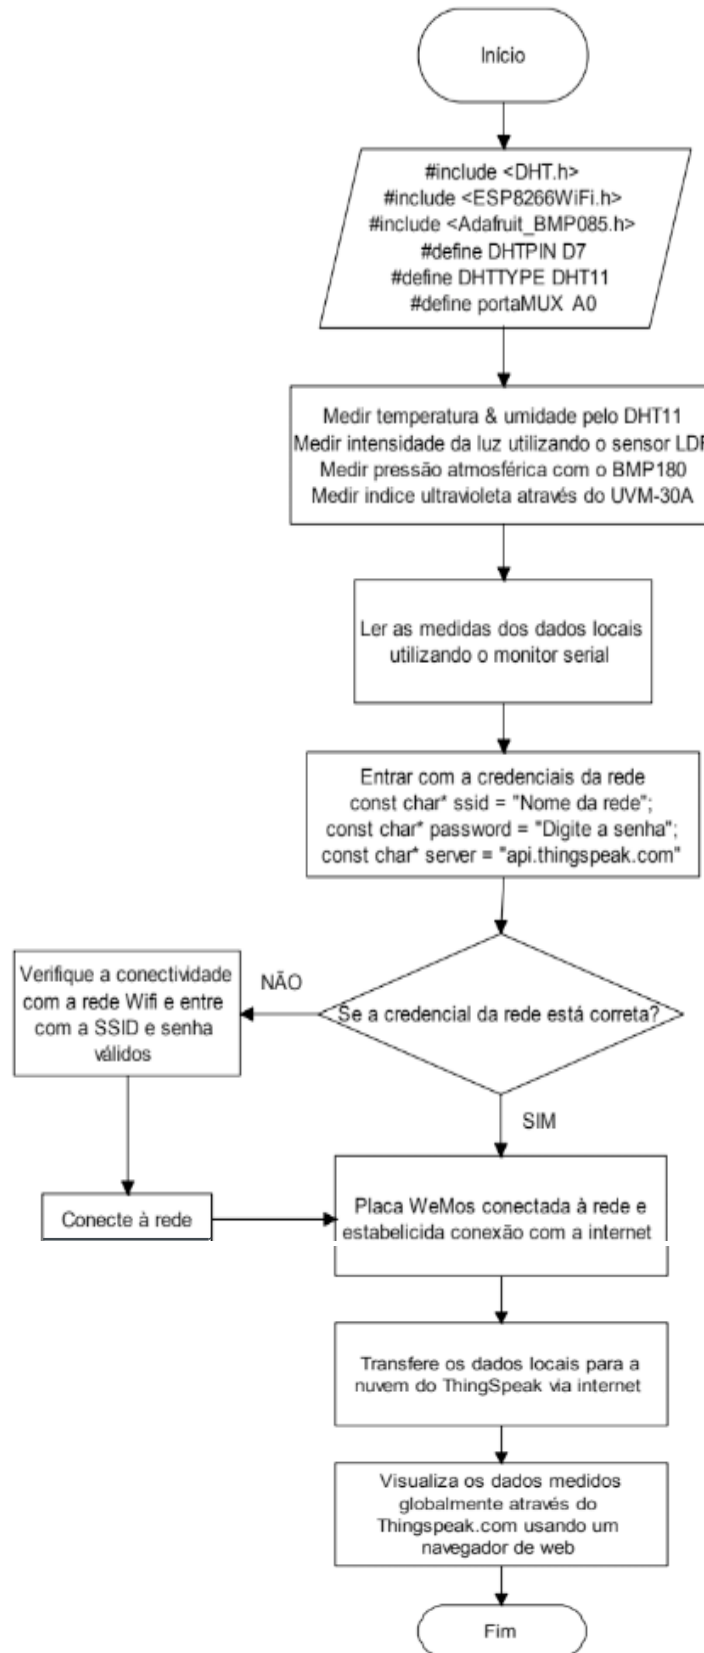 Início
#include <DHT.h>
#include <ESP8266WiFi.h>
#include <Adafruit_BMP085.h>
#define DHTPIN D7
#define DHTTYPE DHT11
#define portaMUX A0
Medir temperatura & umidade pelo DHT11
Medir intensidade da luz utilizando o sensor
Medir pressão atmosférica com o BMP180
Medir indice ultravioleta através do UVM-30A
Ler as medidas dos dados locais
utilizando o monitor serial
Entrar com a credenciais da rede
const char* ssid = "Nome da rede";
const char* password = "Digite a senha";
const char* server = "api.thingspeak.com"
Se a credencial da rede está correta?
NÃO
Verifique a conectividade
com a rede Wifi e entre
com a SSID e senha
válidos
SIM
Conecte à rede
Placa WeMos conectada à rede e
estabelicida conexão com a internet
Transfere os dados locais para a
nuvem do ThingSpeak via internet
Visualiza os dados medidos
globalmente através do
Thingspeak.com usando um
navegador de web
Fim